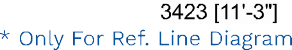 3423 [11'-3"]
* Only For Ref. Line Diagram